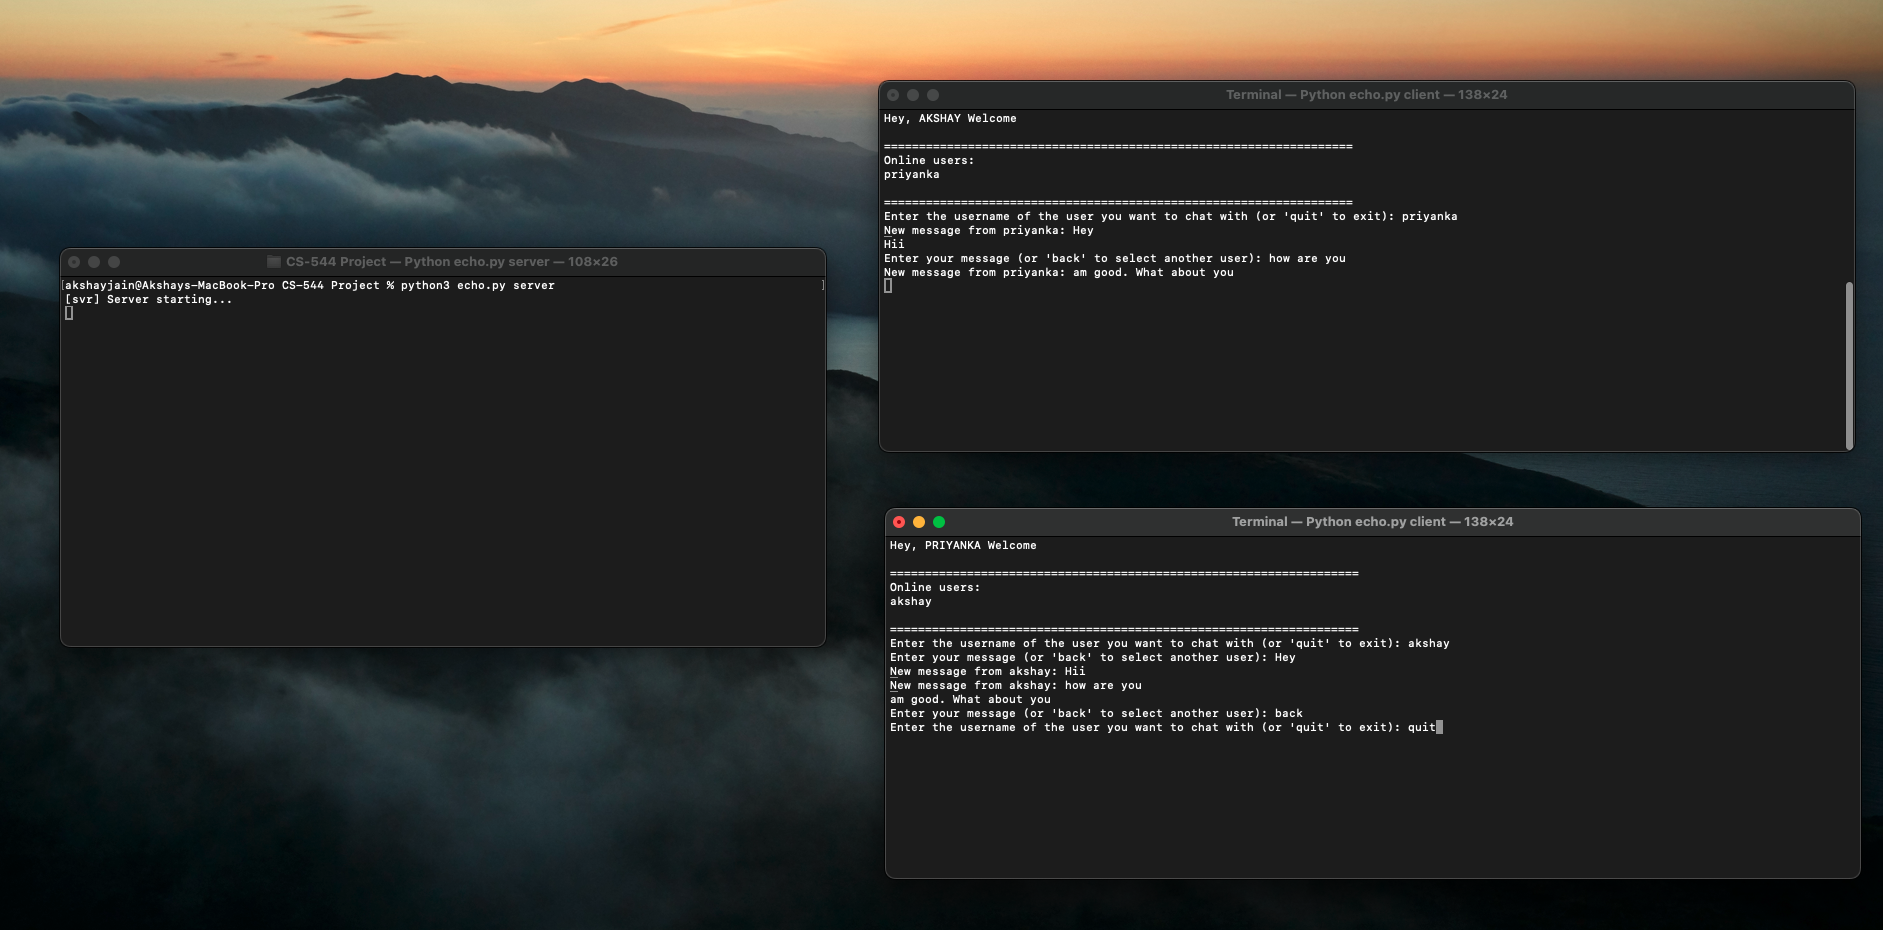 CS-544 Project — Python echo.py server — 108×26
[akshayjain@Akshays-MacBook-Pro CS-544 Project % python3 echo.py server ]
[svr] Server starting...
Terminal — Python echo.py client — 138×24
Hey, AKSHAY Welcome
===================================================================
Online users:
priyanka
===================================================================
Enter the username of the user you want to chat with (or 'quit' to exit): priyanka
New message from priyanka: Hey
Hii
Enter your message (or 'back' to select another user): how are you
New message from priyanka: am good. What about you
Terminal — Python echo.py client — 138×24
Hey, PRIYANKA Welcome
===================================================================
Online users:
akshay
===================================================================
Enter the username of the user you want to chat with (or 'quit' to exit): akshay
Enter your message (or 'back' to select another user): Hey
New message from akshay: Hii
New message from akshay: how are you
am good. What about you
Enter your message (or 'back' to select another user): back
Enter the username of the user you want to chat with (or 'quit' to exit): quit